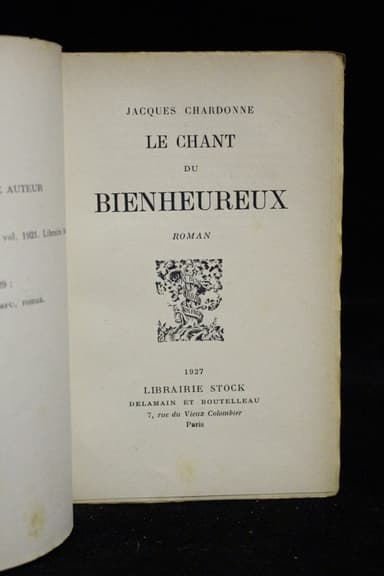 AUTEUR
vol. 1921. Librairie
roman.
JACQUES CHARDONNE
LE CHANT
DU
BIENHEUREUX
ROMAN
1927
LIBRAIRIE STOCK
DELAMAIN ET BOUTELLEAU
7, rue du Vieux Colombier
Paris